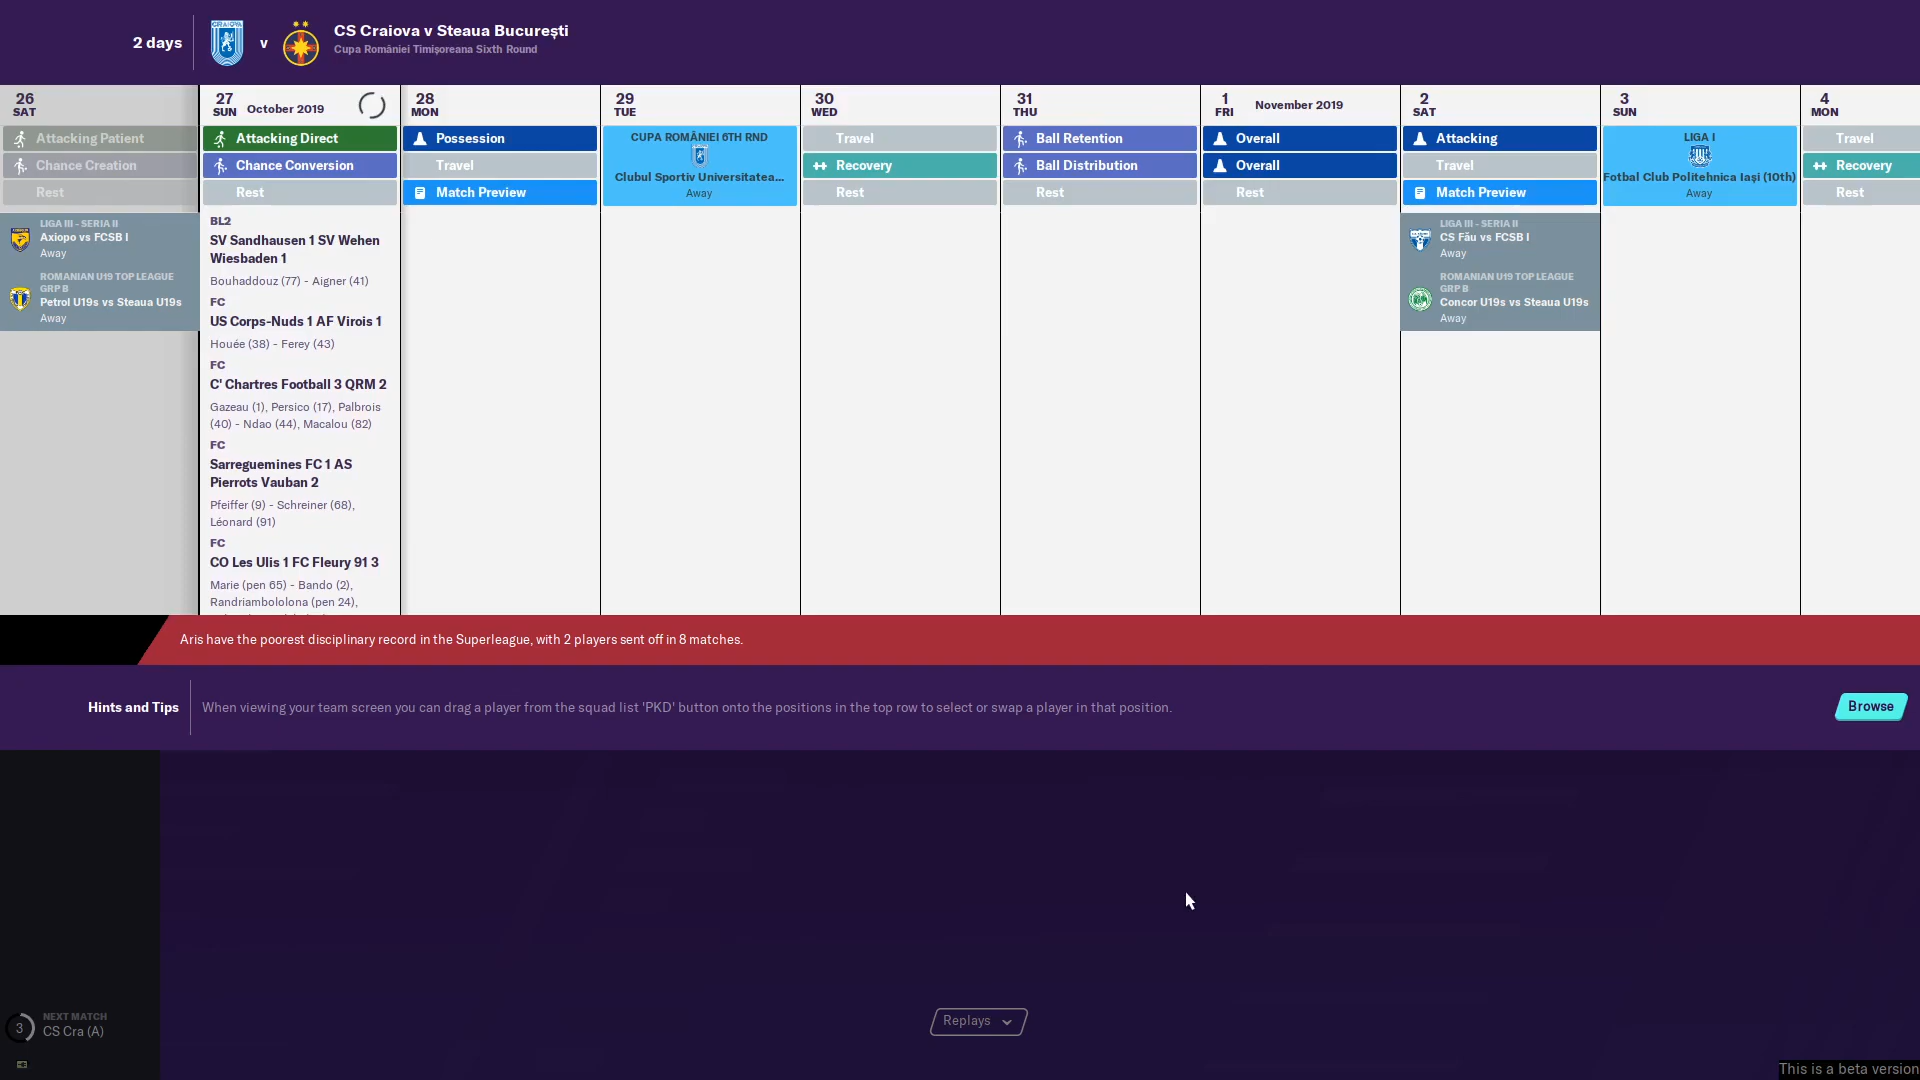 2 days
v
CS Craiova v Steaua București
Cupa României Timișoreana Sixth Round
26
SAT
Attacking Patient
Chance Creation
Rest
LIGA III - SERIA II
Axiopo vs FCSB I
Away
ROMANIAN U19 TOP LEAGUE
GRP B
Petrol U19s vs Steaua U19s
Away
27
SUN October 2019
Attacking Direct
Chance Conversion
Rest
BL2
SV Sandhausen 1 SV Wehen
Wiesbaden 1
Bouhaddouz (77) - Aigner (41)
FC
US Corps-Nuds 1 AF Virois 1
Houée (38) - Ferey (43)
FC
C' Chartres Football 3 QRM 2
Gazeau (1), Persico (17), Palbrois
(40) - Ndao (44), Macalou (82)
FC
Sarreguemines FC 1 AS
Pierrots Vauban 2
Pfeiffer (9) - Schreiner (68),
Léonard (91)
FC
CO Les Ulis 1 FC Fleury 91 3
Marie (pen 65) - Bando (2),
Randriambololona (pen 24),
28
MON
Possession
Travel
Match Preview
29
TUE
CUPA ROMÂNIEI 6TH RND
Clubul Sportiv Universitatea...
Away
30
WED
Travel
Recovery
Rest
31
THU
Ball Retention
Ball Distribution
Rest
1
FRI November 2019
Overall
Overall
Rest
2
SAT
Attacking
Travel
Match Preview
LIGA III - SERIA II
CS Fău vs FCSB I
Away
ROMANIAN U19 TOP LEAGUE
GRP B
Concor U19s vs Steaua U19s
Away
3
SUN
LIGA I
Fotbal Club Politehnica Iași (10th)
Away
4
MON
Travel
Recovery
Rest
Aris have the poorest disciplinary record in the Superleague, with 2 players sent off in 8 matches.
Hints and Tips
When viewing your team screen you can drag a player from the squad list 'PKD' button onto the positions in the top row to select or swap a player in that position.
Browse
3
NEXT MATCH
CS Cra (A)
Replays
This is a beta version